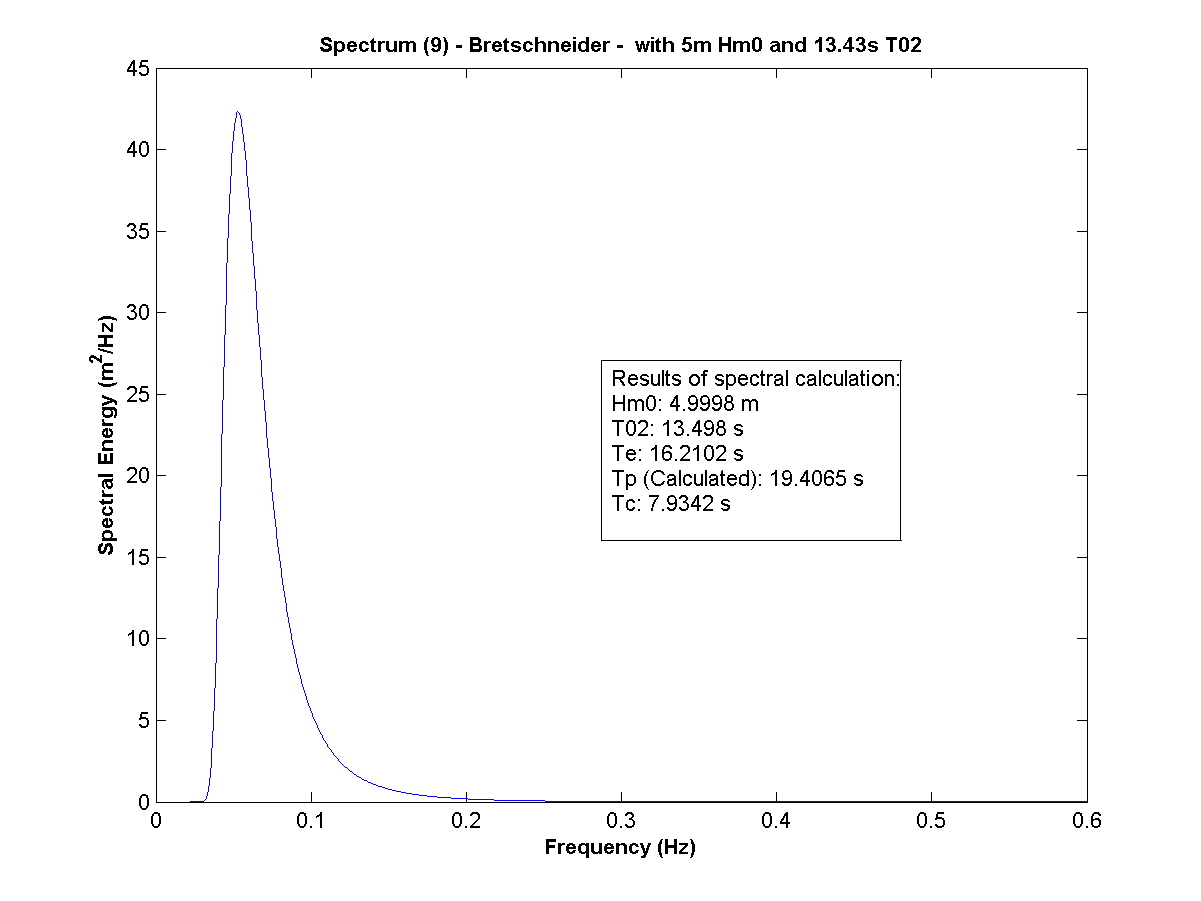 Spectrum (9) - Bretschneider -  with 5m Hm0 and 13.43s T02
45
40
35
30
25
20
15
10
5
0
Spectral Energy (m²/Hz)
Results of spectral calculation:
Hm0: 4.9998 m
T02: 13.498 s
Te: 16.2102 s
Tp (Calculated): 19.4065 s
Tc: 7.9342 s
0 0.1 0.2 0.3 0.4 0.5 0.6
Frequency (Hz)